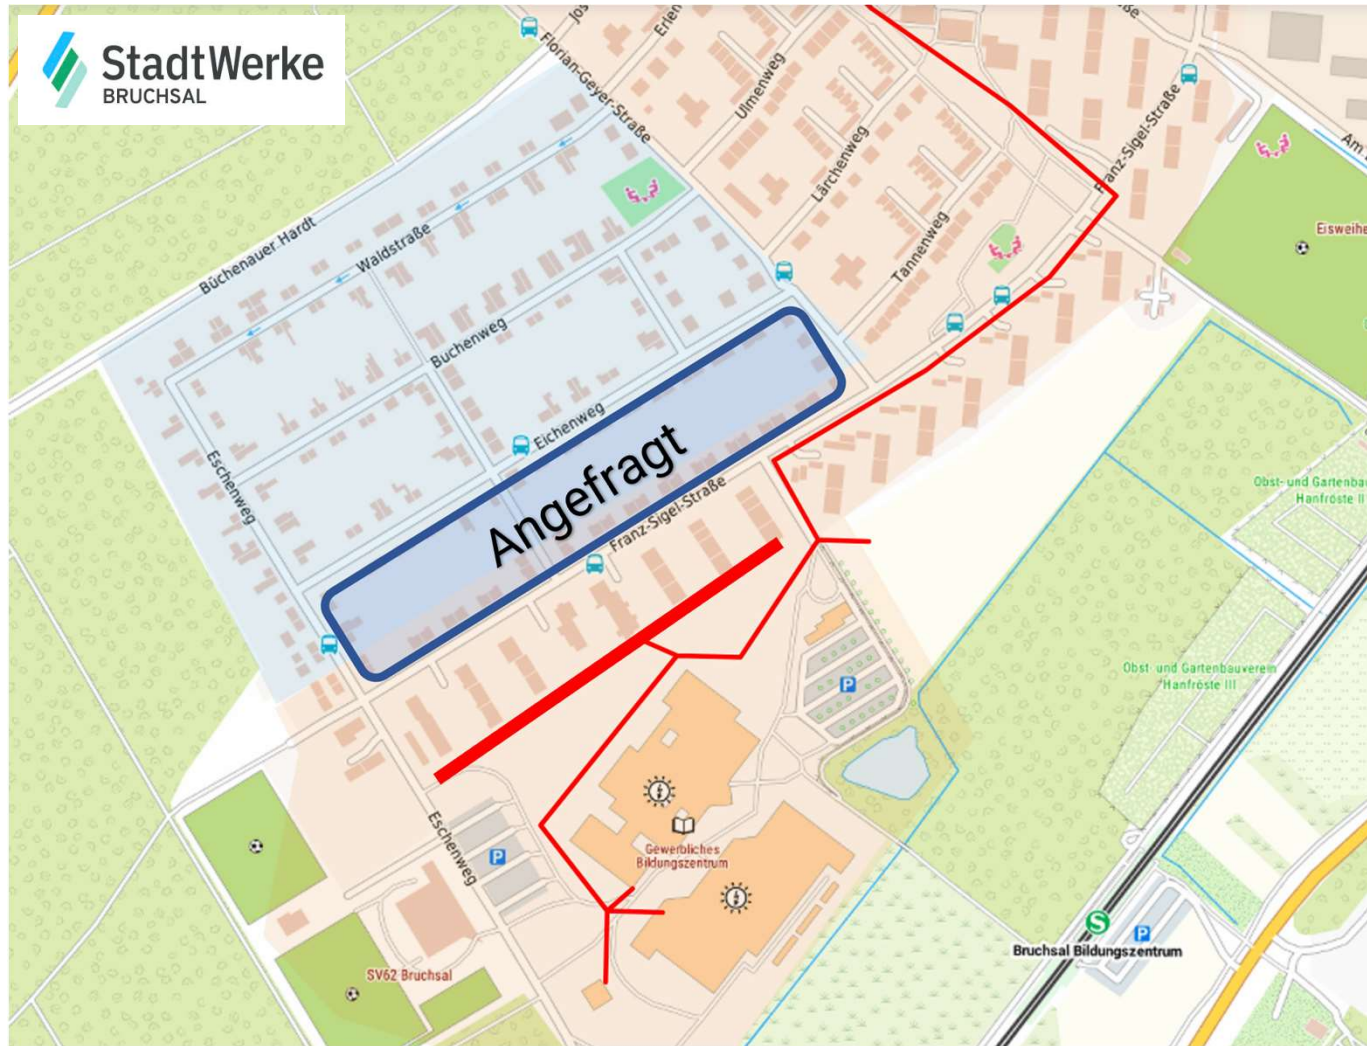 StadtWerke
BRUCHSAL
Florian-Geyer-Straße
Erlen
Ulmenweg
Lärchenweg
Tannenweg
Franz-Sigel-Straße
Am
Eisweihe
Büchenauer Hardt
Waldstraße
Buchenweg
Eichenweg
Eschenweg
Angefragt
Franz-Sigel-Straße
Obst- und Gartenbau
Hanfröste II
Obst- und Gartenbauverein
Hanfröste III
P
Gewerbliches
Bildungszentrum
Eschenweg
P
SV62 Bruchsal
S
P
Bruchsal Bildungszentrum